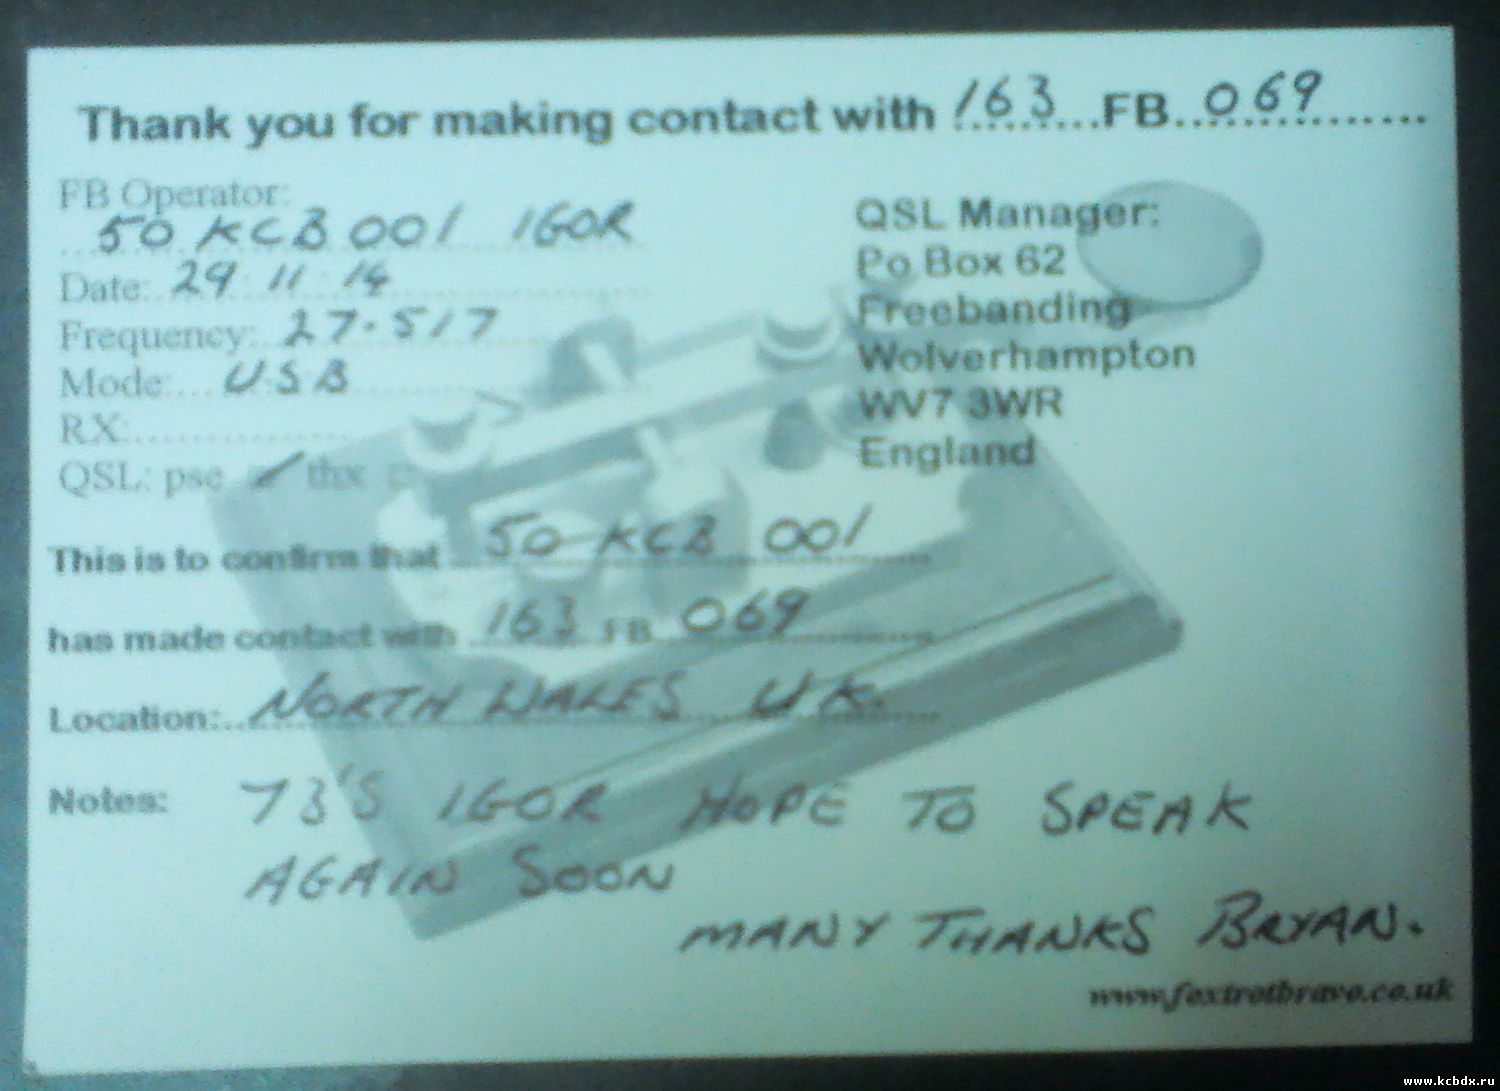 Thank you for making contact with 163 FB 069
FB Operator:
50 KCB 001 IGOR
Date: 29 11 14
Frequency: 27.517
Mode: USB
RX:
QSL: pse thx
QSL Manager:
Po Box 62
Freebanding
Wolverhampton
WV7 3WR
England
This is to confirm that 50 KCB 001
has made contact with 163 FB 069
Location: NORTH WALES UK.
Notes: 73'S IGOR HOPE TO SPEAK
AGAIN SOON
MANY THANKS BRYAN.
www.foxtrotbravo.co.uk
www.kcbdx.ru